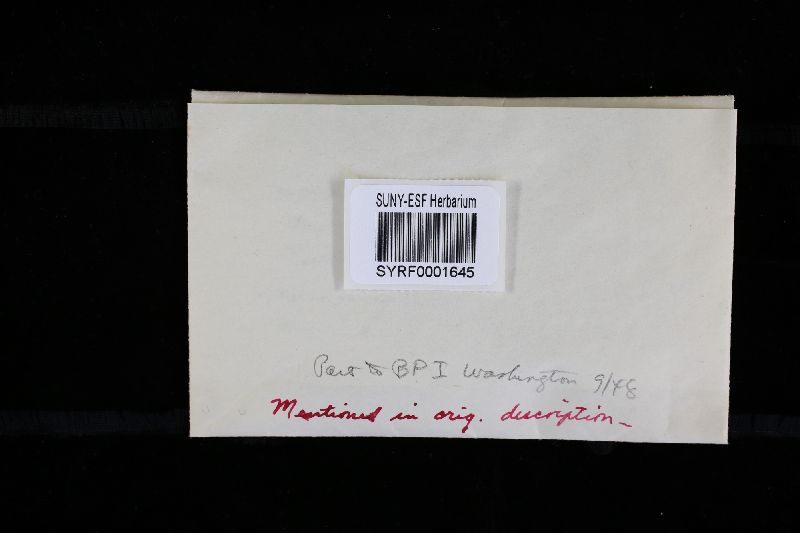 SUNY-ESF Herbarium
SYRF0001645
Part to BPI Washington 9/48
Mentioned in orig. description-